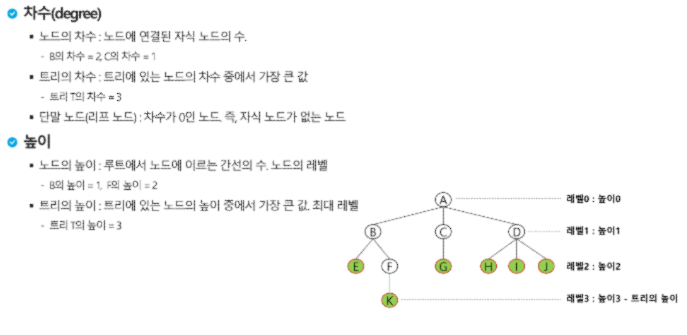 차수(degree)
▪ 노드의 차수 : 노드에 연결된 자식 노드의 수.
- B의 차수 = 2, C의 차수 = 1
▪ 트리의 차수 : 트리에 있는 노드의 차수 중에서 가장 큰 값
- 트리 T의 차수 = 3
▪ 단말 노드(리프 노드) : 차수가 0인 노드. 즉, 자식 노드가 없는 노드
높이
▪ 노드의 높이 : 루트에서 노드에 이르는 간선의 수. 노드의 레벨
- B의 높이 = 1, F의 높이 = 2
▪ 트리의 높이 : 트리에 있는 노드의 높이 중에서 가장 큰 값. 최대 레벨
- 트리 T의 높이 = 3
A 레벨0 : 높이0
B C D 레벨1 : 높이1
E F G H I J 레벨2 : 높이2
K 레벨3 : 높이3 - 트리의 높이